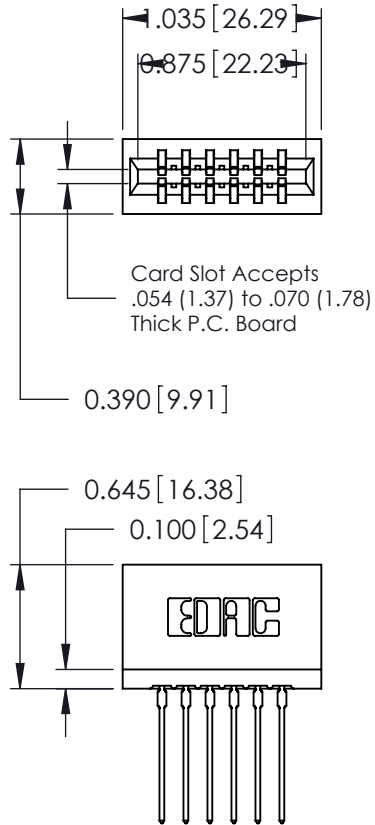 1.035 [26.29]
0.875 [22.23]
Card Slot Accepts
.054 (1.37) to .070 (1.78)
Thick P.C. Board
0.390 [9.91]
0.645 [16.38]
0.100 [2.54]
EDAC